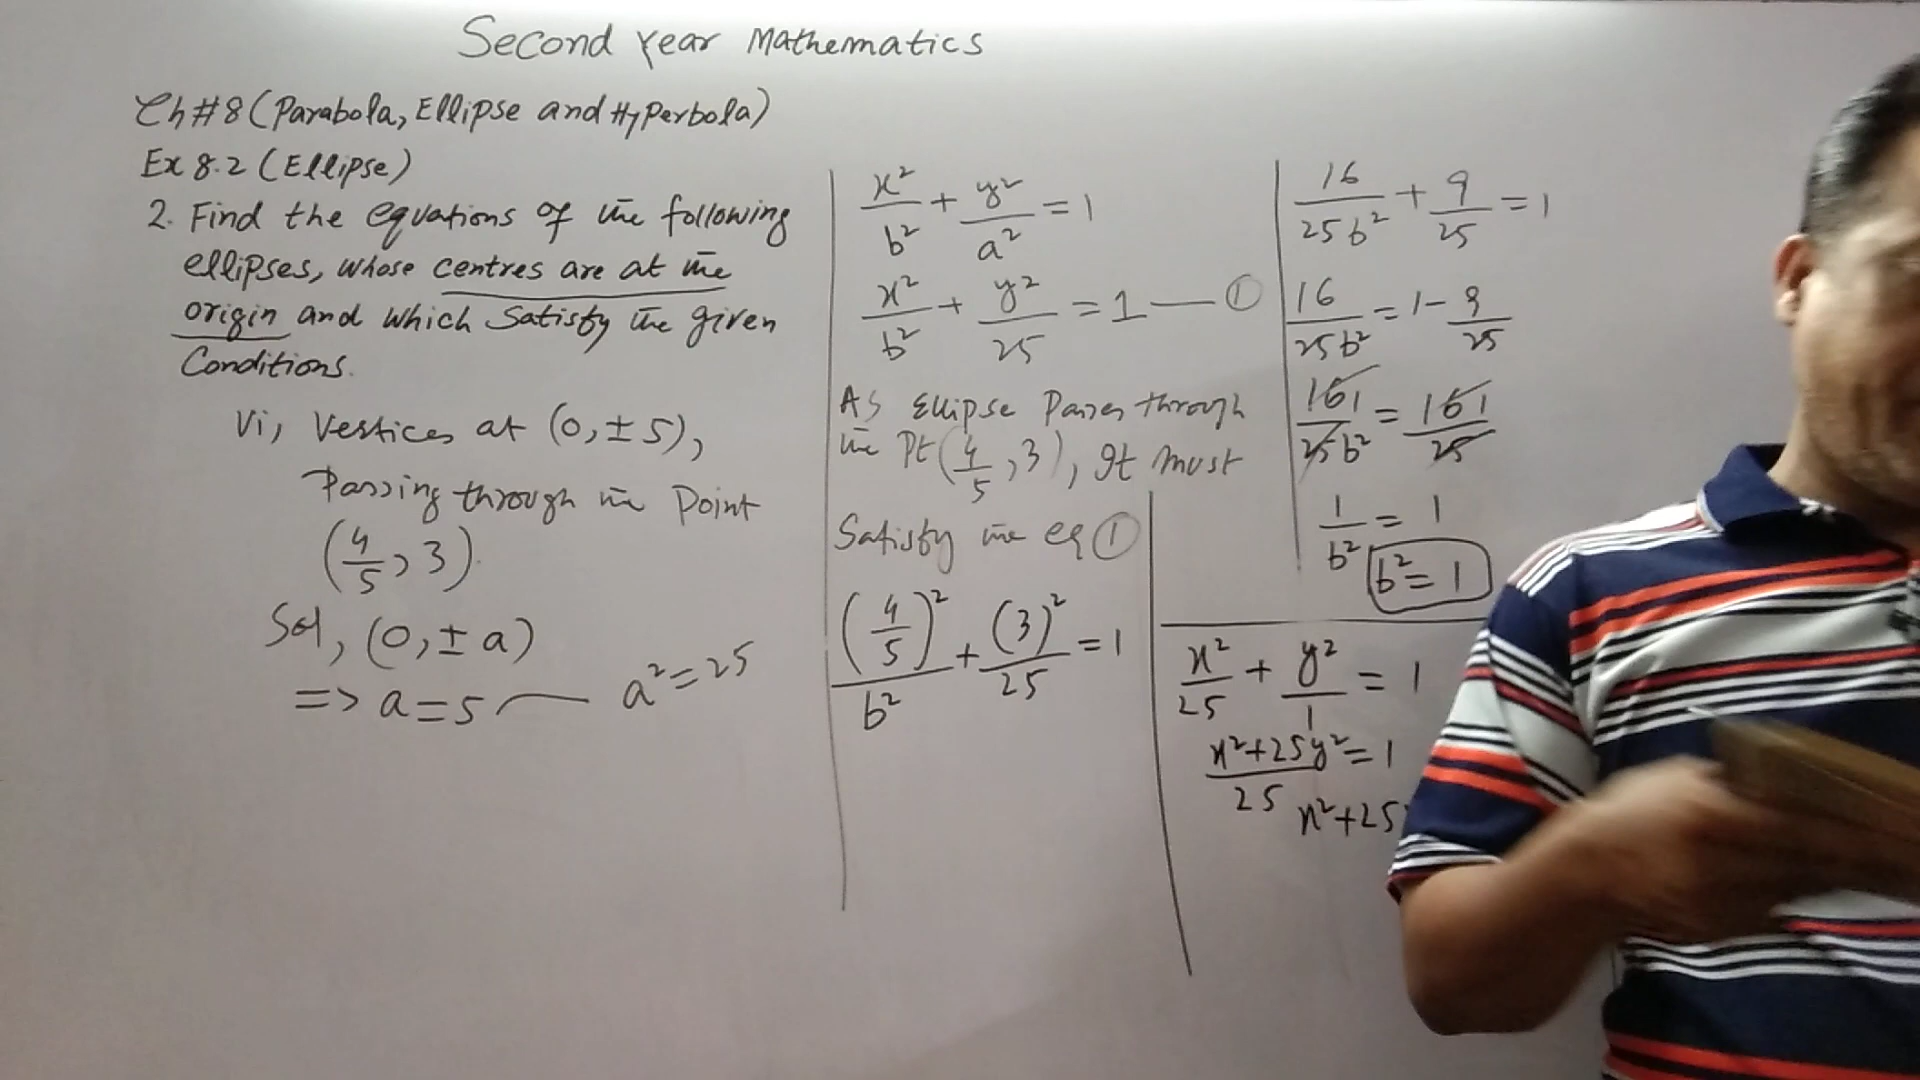 Second Year Mathematics
Ch#8 (Parabola, Ellipse and Hyperbola)
Ex 8.2 (Ellipse)
2. Find the equations of the following
ellipses, whose centres are at the
origin and which satisfy the given
Conditions.
vi, Vertices at (0, ±5),
Passing through the Point
(4/5, 3).
Sol, (0, ± a)
=> a = 5 — a² = 25
x²/b² + y²/a² = 1
x²/b² + y²/25 = 1 — ①
As Ellipse Passes through
the Pt (4/5, 3), It must
Satisfy the eq ①
(4/5)²/b² + (3)²/25 = 1
16/25b² + 9/25 = 1
16/25b² = 1 - 9/25
16 1/25b² = 16 1/25
1/b² = 1
b² = 1
x²/25 + y²/1 = 1
x²+25y²/25 = 1
x²+25